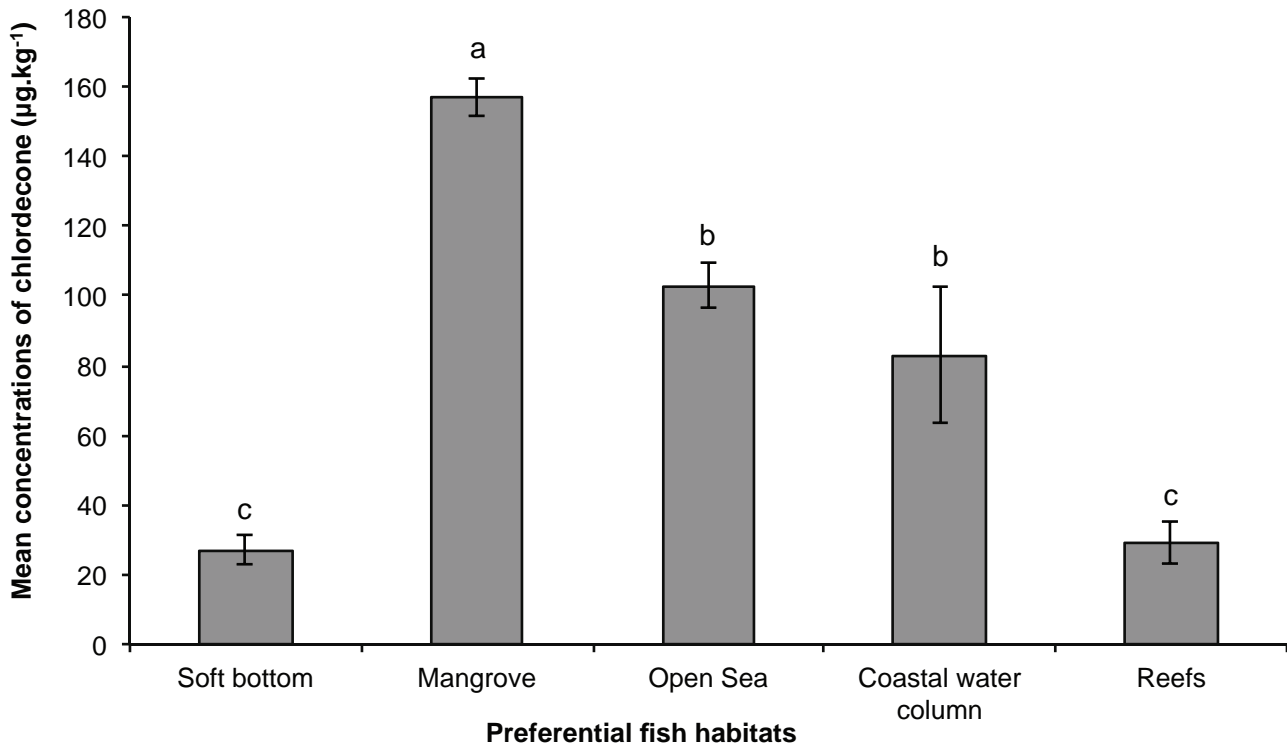 Mean concentrations of chlordecone (µg.kg⁻¹)
180
160
140
120
100
80
60
40
20
0
c
a
b
b
c
Soft bottom
Mangrove
Open Sea
Coastal water
column
Reefs
Preferential fish habitats